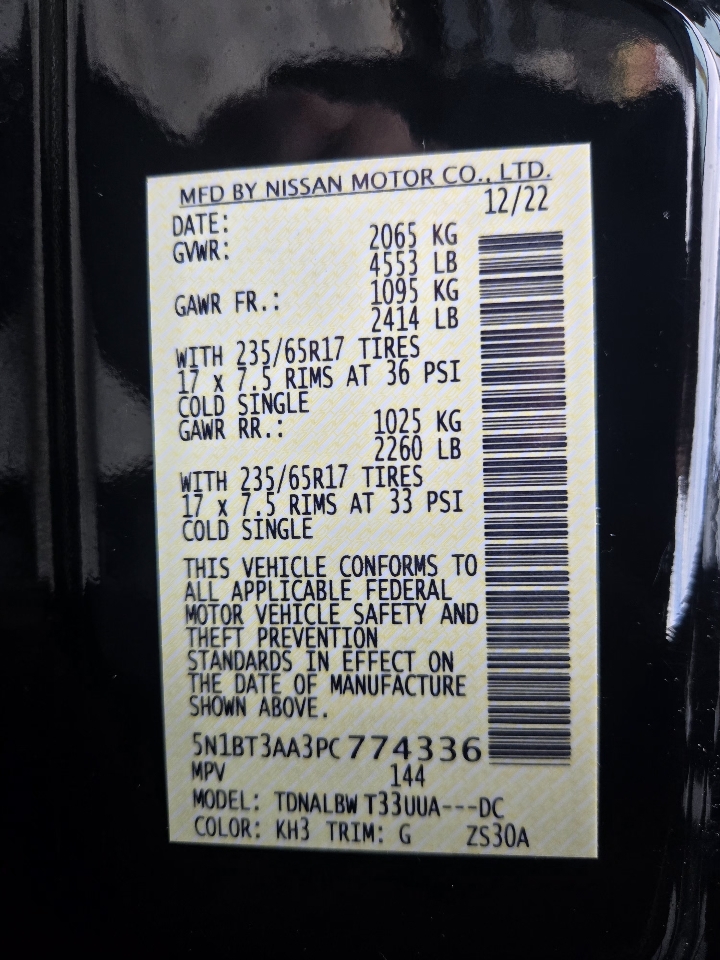 MFD BY NISSAN MOTOR CO., LTD.
DATE: 12/22
GVWR: 2065 KG
4553 LB
GAWR FR.: 1095 KG
2414 LB
WITH 235/65R17 TIRES
17 x 7.5 RIMS AT 36 PSI
COLD SINGLE
GAWR RR.: 1025 KG
2260 LB
WITH 235/65R17 TIRES
17 x 7.5 RIMS AT 33 PSI
COLD SINGLE
THIS VEHICLE CONFORMS TO
ALL APPLICABLE FEDERAL
MOTOR VEHICLE SAFETY AND
THEFT PREVENTION
STANDARDS IN EFFECT ON
THE DATE OF MANUFACTURE
SHOWN ABOVE.
5N1BT3AA3PC774336
MPV 144
MODEL: TDNALBW T33UUA---DC
COLOR: KH3 TRIM: G ZS30A